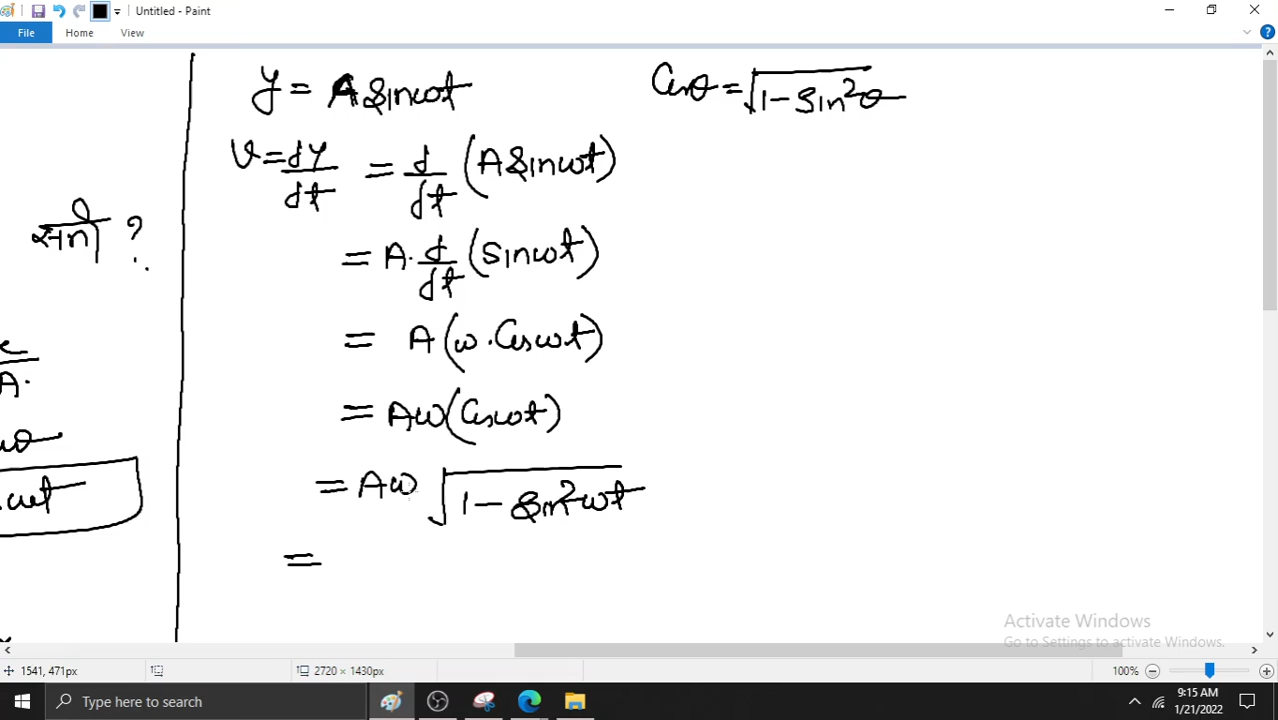 Untitled - Paint
File Home View
y = A sinωt
Cosθ = √1 - sin²θ
v = dy/dt = d/dt (A sinωt)
= A. d/dt (sinωt)
= A (ω . Cosωt)
= Aω (Cosωt)
= Aω √1 - sin²ωt
=
?
A.
ωt
Activate Windows
Go to Settings to activate Windows.
1541, 471px
2720 × 1430px
100%
Type here to search
9:15 AM
1/21/2022